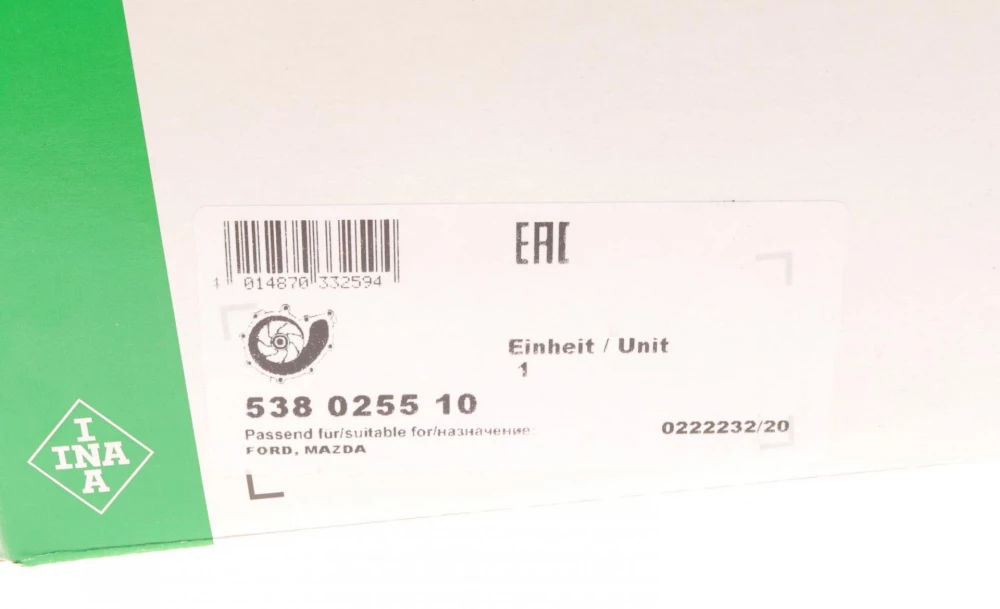 4 014870 332594
EAC
Einheit / Unit
1
538 0255 10
Passend für/suitable for/назначение:
FORD, MAZDA
0222232/20
I
INA
A